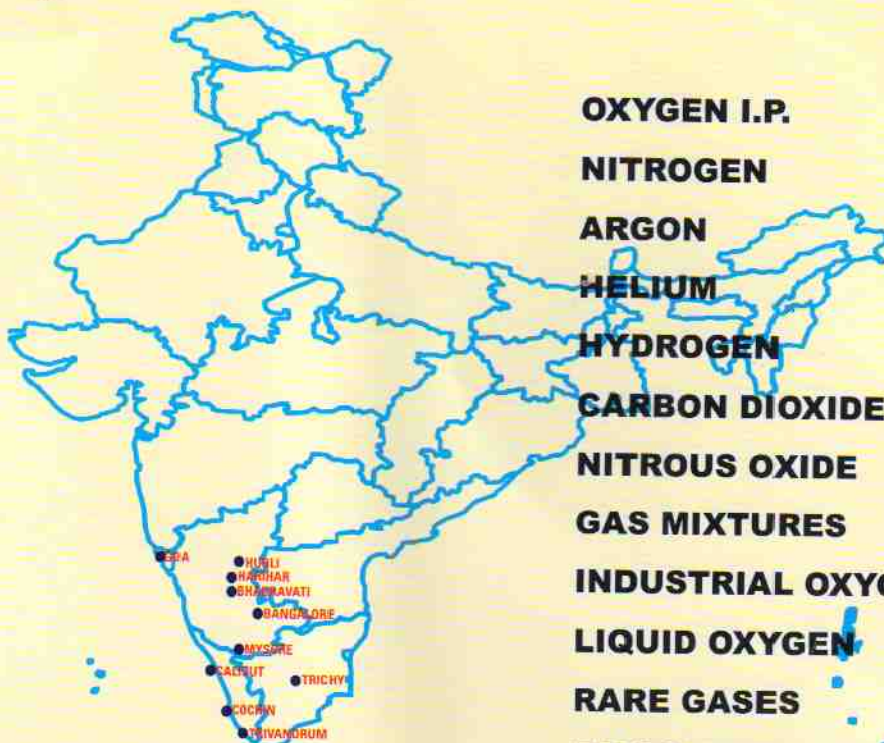 OXYGEN I.P.
NITROGEN
ARGON
HELIUM
HYDROGEN
CARBON DIOXIDE
NITROUS OXIDE
GAS MIXTURES
INDUSTRIAL
LIQUID OXYGEN
RARE GASES
GOA
HUBLI
HARIHAR
BHADRAVATI
BANGALORE
MYSORE
CALICUT
TRICHY
COCHIN
TRIVANDRUM